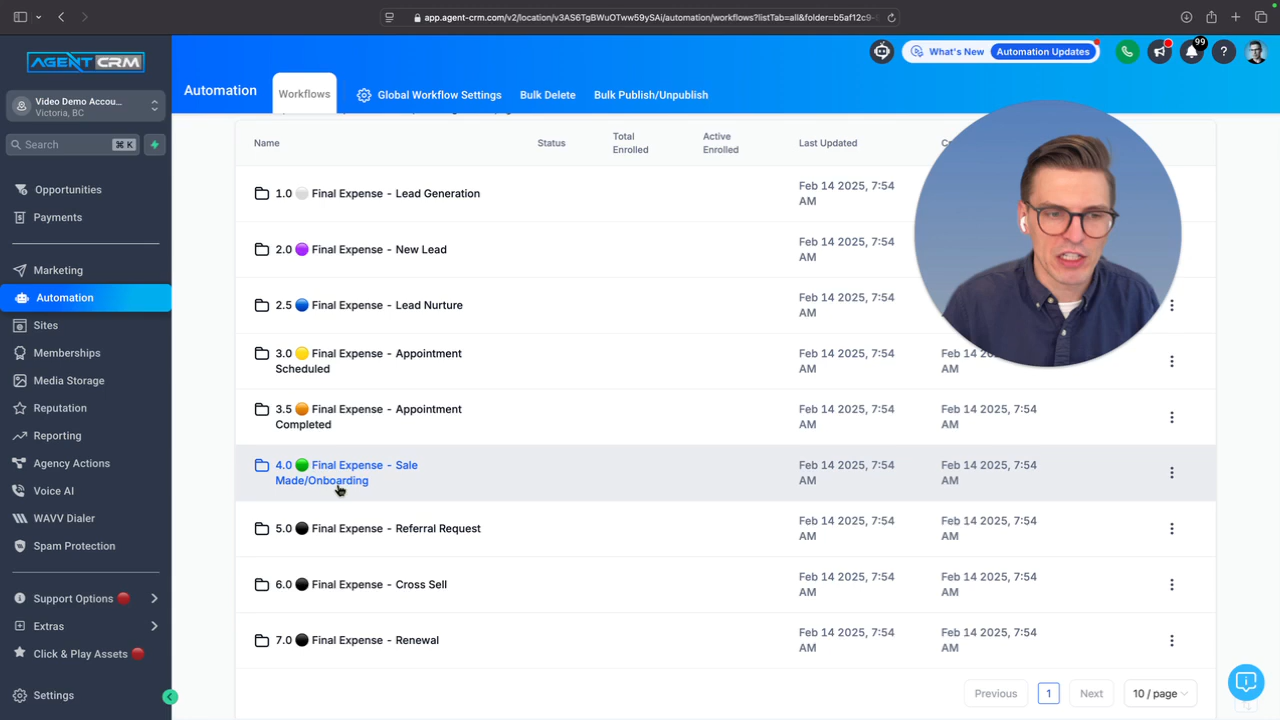 app.agent-crm.com/v2/location/v3AS6TgBWuOTww59ySAi/automation/workflows?listTab=all&folder=b5af12c9-
AGENT CRM
Video Demo Accou...
Victoria, BC
Search
⌘ K
Opportunities
Payments
Marketing
Automation
Sites
Memberships
Media Storage
Reputation
Reporting
Agency Actions
Voice AI
WAVV Dialer
Spam Protection
Support Options
Extras
Click & Play Assets
Settings
What's New
Automation Updates
99
?
Automation
Workflows
Global Workflow Settings
Bulk Delete
Bulk Publish/Unpublish
Name
Status
Total
Enrolled
Active
Enrolled
Last Updated
1.0 ⚪ Final Expense - Lead Generation
Feb 14 2025, 7:54
AM
2.0 🟣 Final Expense - New Lead
Feb 14 2025, 7:54
AM
2.5 🔵 Final Expense - Lead Nurture
Feb 14 2025, 7:54
AM
3.0 🟡 Final Expense - Appointment
Scheduled
Feb 14 2025, 7:54
AM
Feb 14 20
AM
3.5 🟠 Final Expense - Appointment
Completed
Feb 14 2025, 7:54
AM
Feb 14 2025, 7:54
AM
4.0 🟢 Final Expense - Sale
Made/Onboarding
Feb 14 2025, 7:54
AM
Feb 14 2025, 7:54
AM
5.0 ⚫ Final Expense - Referral Request
Feb 14 2025, 7:54
AM
Feb 14 2025, 7:54
AM
6.0 ⚫ Final Expense - Cross Sell
Feb 14 2025, 7:54
AM
Feb 14 2025, 7:54
AM
7.0 ⚫ Final Expense - Renewal
Feb 14 2025, 7:54
AM
Feb 14 2025, 7:54
AM
Previous
1
Next
10 / page